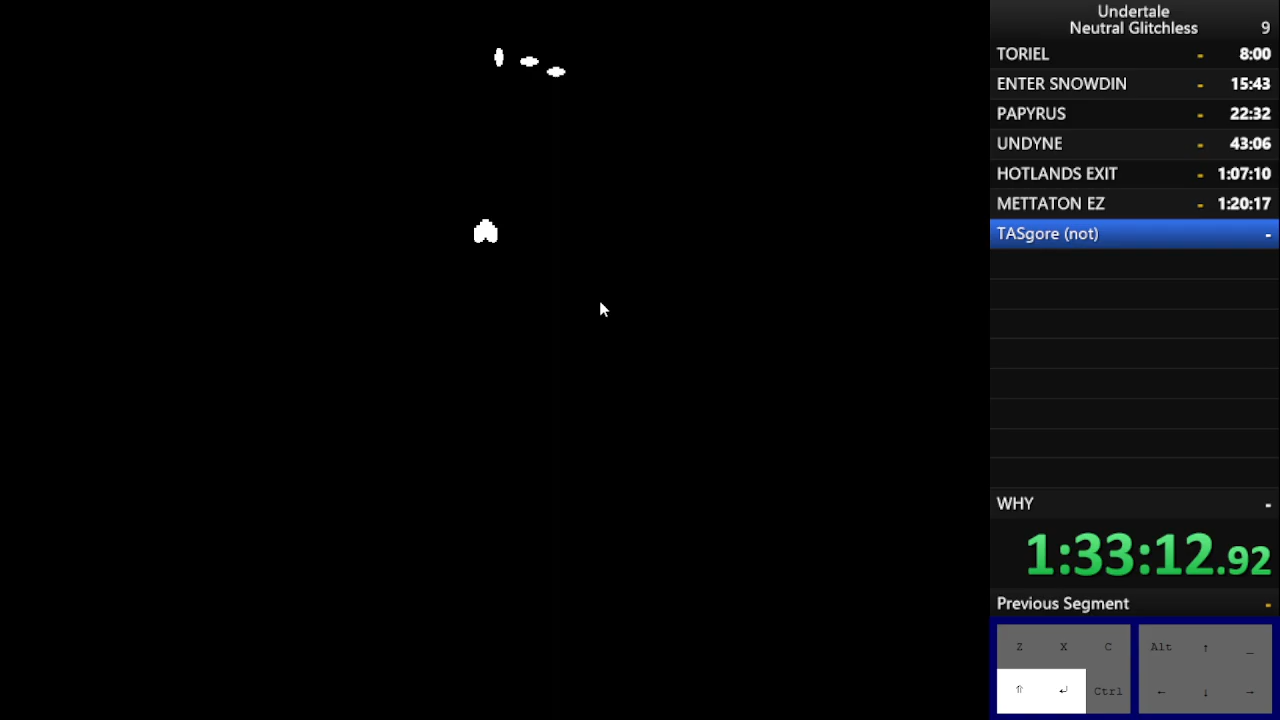 Undertale
Neutral Glitchless 9
TORIEL - 8:00
ENTER SNOWDIN - 15:43
PAPYRUS - 22:32
UNDYNE - 43:06
HOTLANDS EXIT - 1:07:10
METTATON EZ - 1:20:17
TASgore (not) -
WHY -
1:33:12.92
Previous Segment -
Z X C Alt ↑ _
⇧ ↵ Ctrl ← ↓ →